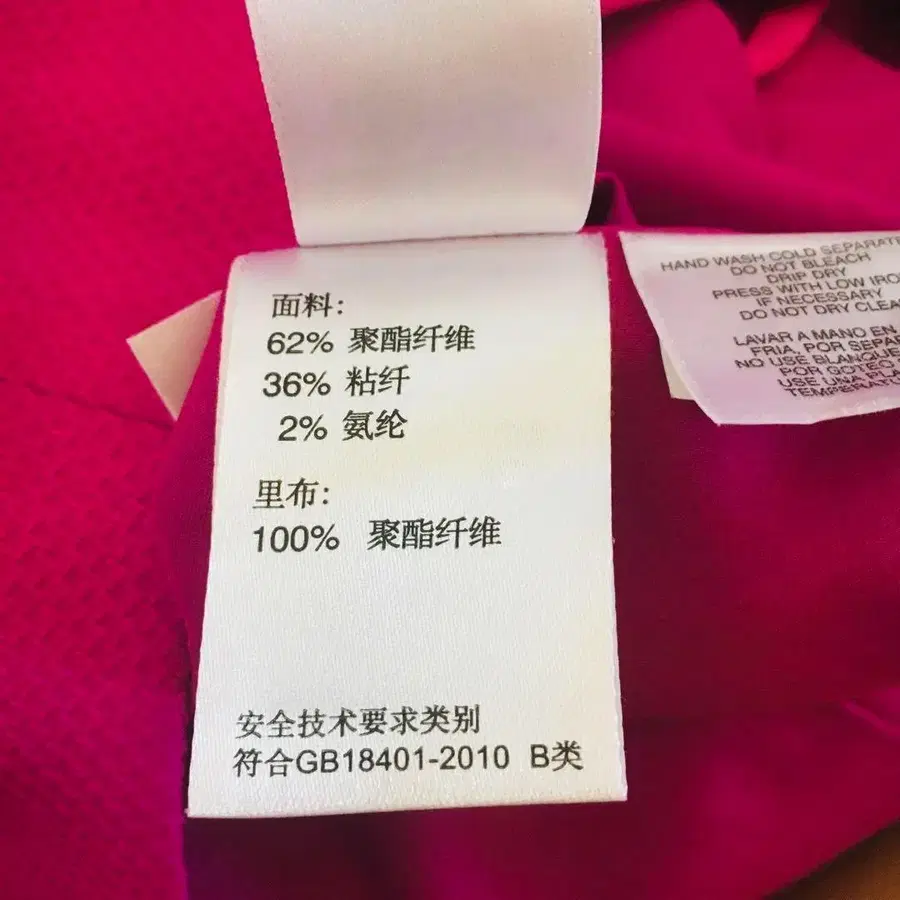 面料:
62% 聚酯纤维
36% 粘纤
2% 氨纶
里布:
100% 聚酯纤维
安全技术要求类别
符合GB18401-2010 B类
HAND WASH COLD SEPARATE
DO NOT BLEACH
DRIP DRY
PRESS WITH LOW IRO
IF NECESSARY
DO NOT DRY CLEA
LAVAR A MANO EN
FRIA, POR SEPAR
NO USE BLANQUE
POR GOTEO
USE UNA PLA
TEMPERATU